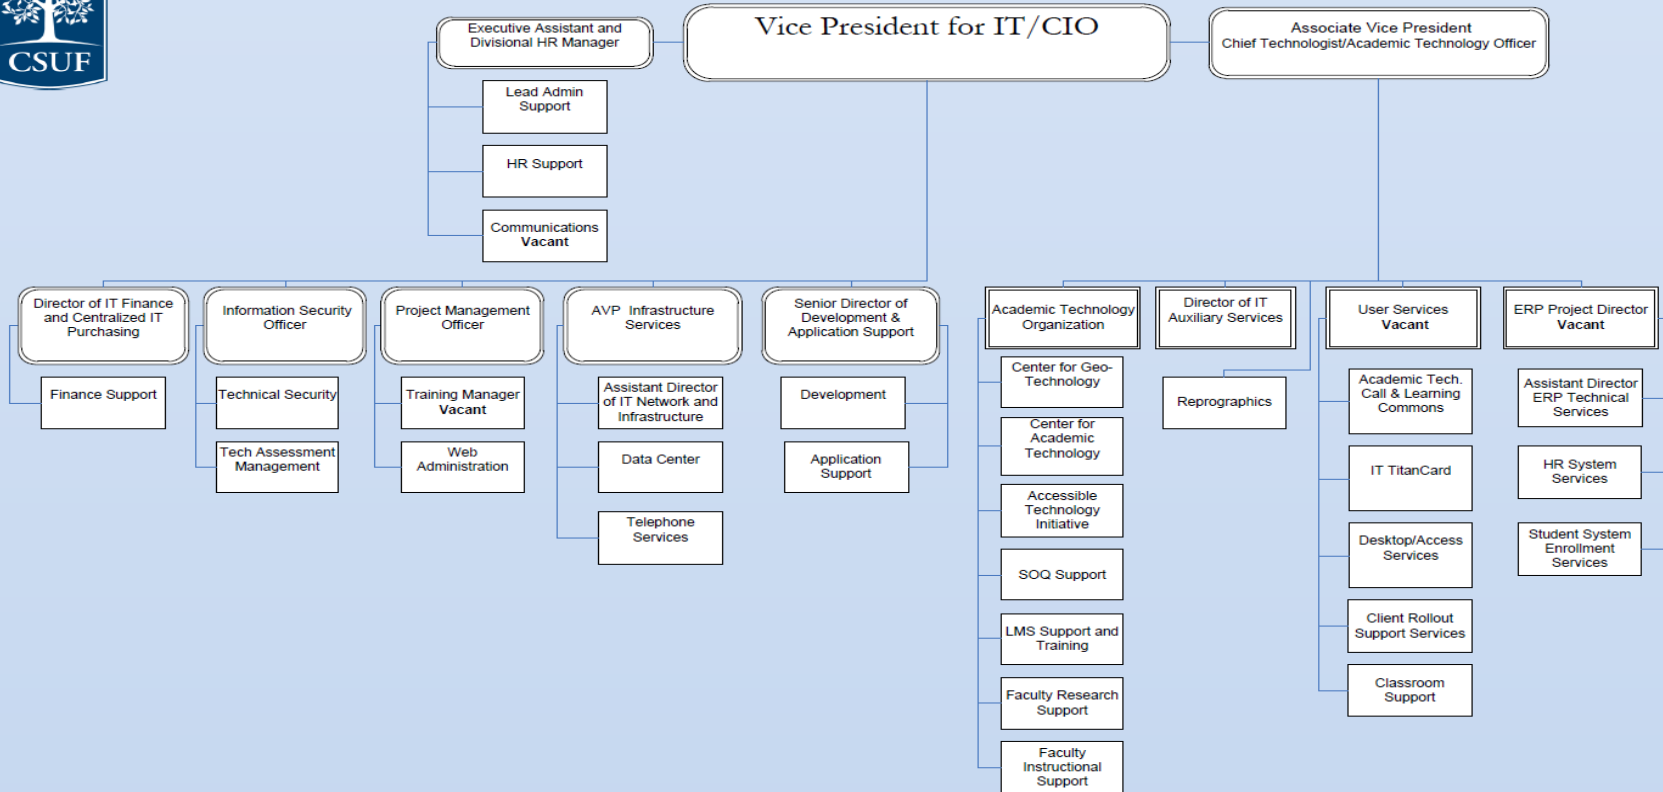 CSUF
Executive Assistant and
Divisional HR Manager
Vice President for IT/CIO
Associate Vice President
Chief Technologist/Academic Technology Officer
Lead Admin
Support
HR Support
Communications
Vacant
Director of IT Finance
and Centralized IT
Purchasing
Finance Support
Information Security
Officer
Technical Security
Tech Assessment
Management
Project Management
Officer
Training Manager
Vacant
Web
Administration
AVP Infrastructure
Services
Assistant Director
of IT Network and
Infrastructure
Data Center
Telephone
Services
Senior Director of
Development &
Application Support
Development
Application
Support
Academic Technology
Organization
Center for Geo-
Technology
Center for
Academic
Technology
Accessible
Technology
Initiative
SOQ Support
LMS Support and
Training
Faculty Research
Support
Faculty
Instructional
Support
Director of IT
Auxiliary Services
Reprographics
User Services
Vacant
Academic Tech.
Call & Learning
Commons
IT TitanCard
Desktop/Access
Services
Client Rollout
Support Services
Classroom
Support
ERP Project Director
Vacant
Assistant Director
ERP Technical
Services
HR System
Services
Student System
Enrollment
Services